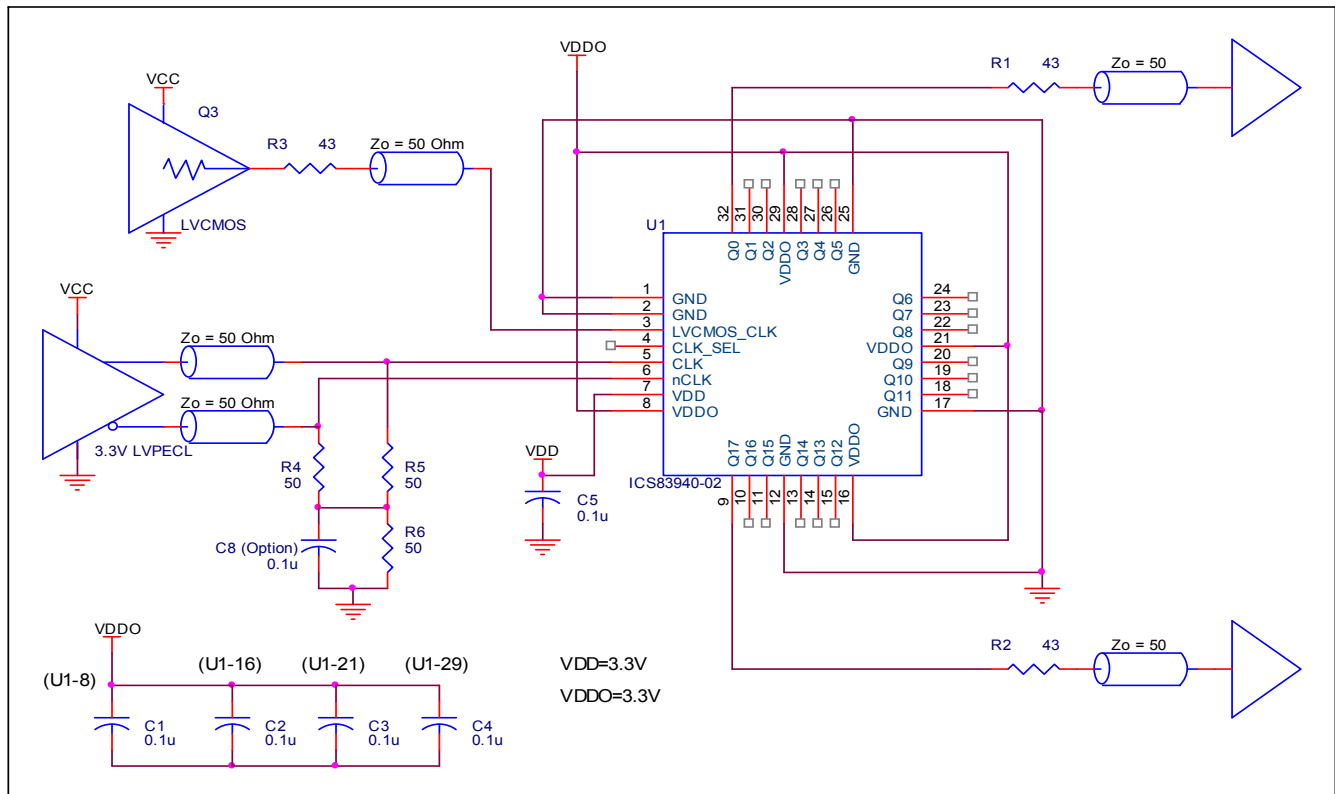 VDDO
R1 43
Zo = 50
VCC
Q3
R3 43
Zo = 50 Ohm
LVCMOS
U1
32
31
30
29
28
27
26
25
Q0
Q1
Q2
VDDO
Q3
Q4
Q5
GND
1 GND
2 GND
3 LVCMOS_CLK
4 CLK_SEL
5 CLK
6 nCLK
7 VDD
8 VDDO
Q6 24
Q7 23
Q8 22
VDDO 21
Q9 20
Q10 19
Q11 18
GND 17
Q17
Q16
Q15
GND
Q14
Q13
Q12
VDDO
ICS83940-02
9
10
11
12
13
14
15
16
VCC
Zo = 50 Ohm
Zo = 50 Ohm
3.3V LVPECL
R4
50
R5
50
C8 (Option)
0.1u
R6
50
VDD
C5
0.1u
VDDO
(U1-8)
(U1-16)
(U1-21)
(U1-29)
C1
0.1u
C2
0.1u
C3
0.1u
C4
0.1u
VDD=3.3V
VDDO=3.3V
R2 43
Zo = 50